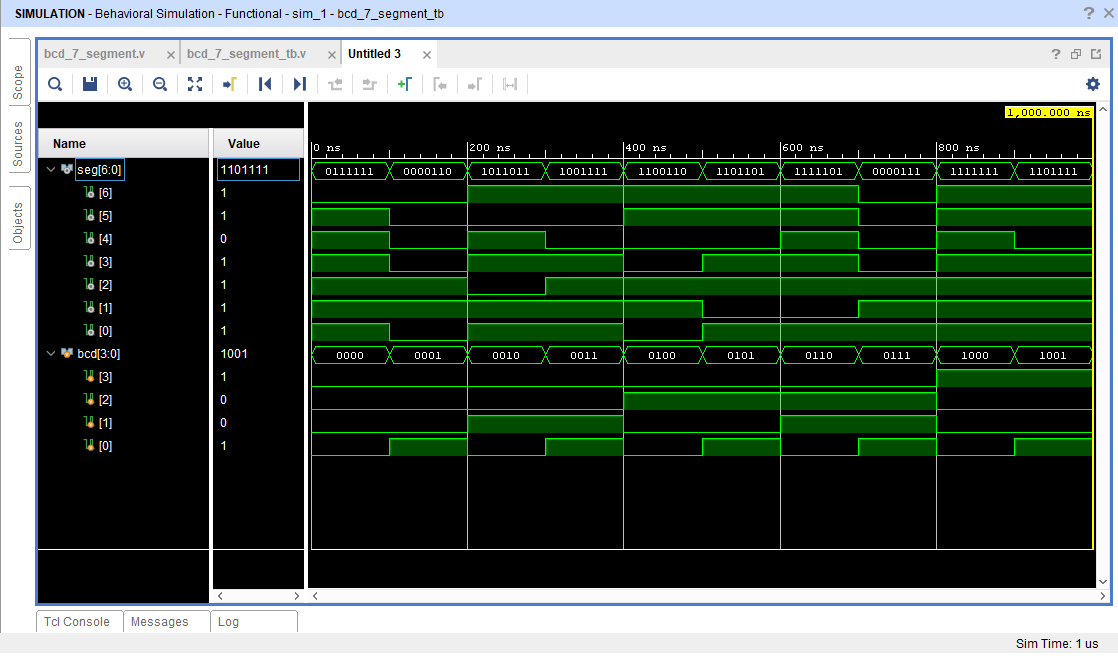 SIMULATION - Behavioral Simulation - Functional - sim_1 - bcd_7_segment_tb
Scope
Sources
Objects
bcd_7_segment.v
bcd_7_segment_tb.v
Untitled 3
1,000.000 ns
Name Value
0 ns 200 ns 400 ns 600 ns 800 ns
seg[6:0] 1101111 0111111 0000110 1011011 1001111 1100110 1101101 1111101 0000111 1111111 1101111
[6] 1
[5] 1
[4] 0
[3] 1
[2] 1
[1] 1
[0] 1
bcd[3:0] 1001 0000 0001 0010 0011 0100 0101 0110 0111 1000 1001
[3] 1
[2] 0
[1] 0
[0] 1
Tcl Console Messages Log
Sim Time: 1 us